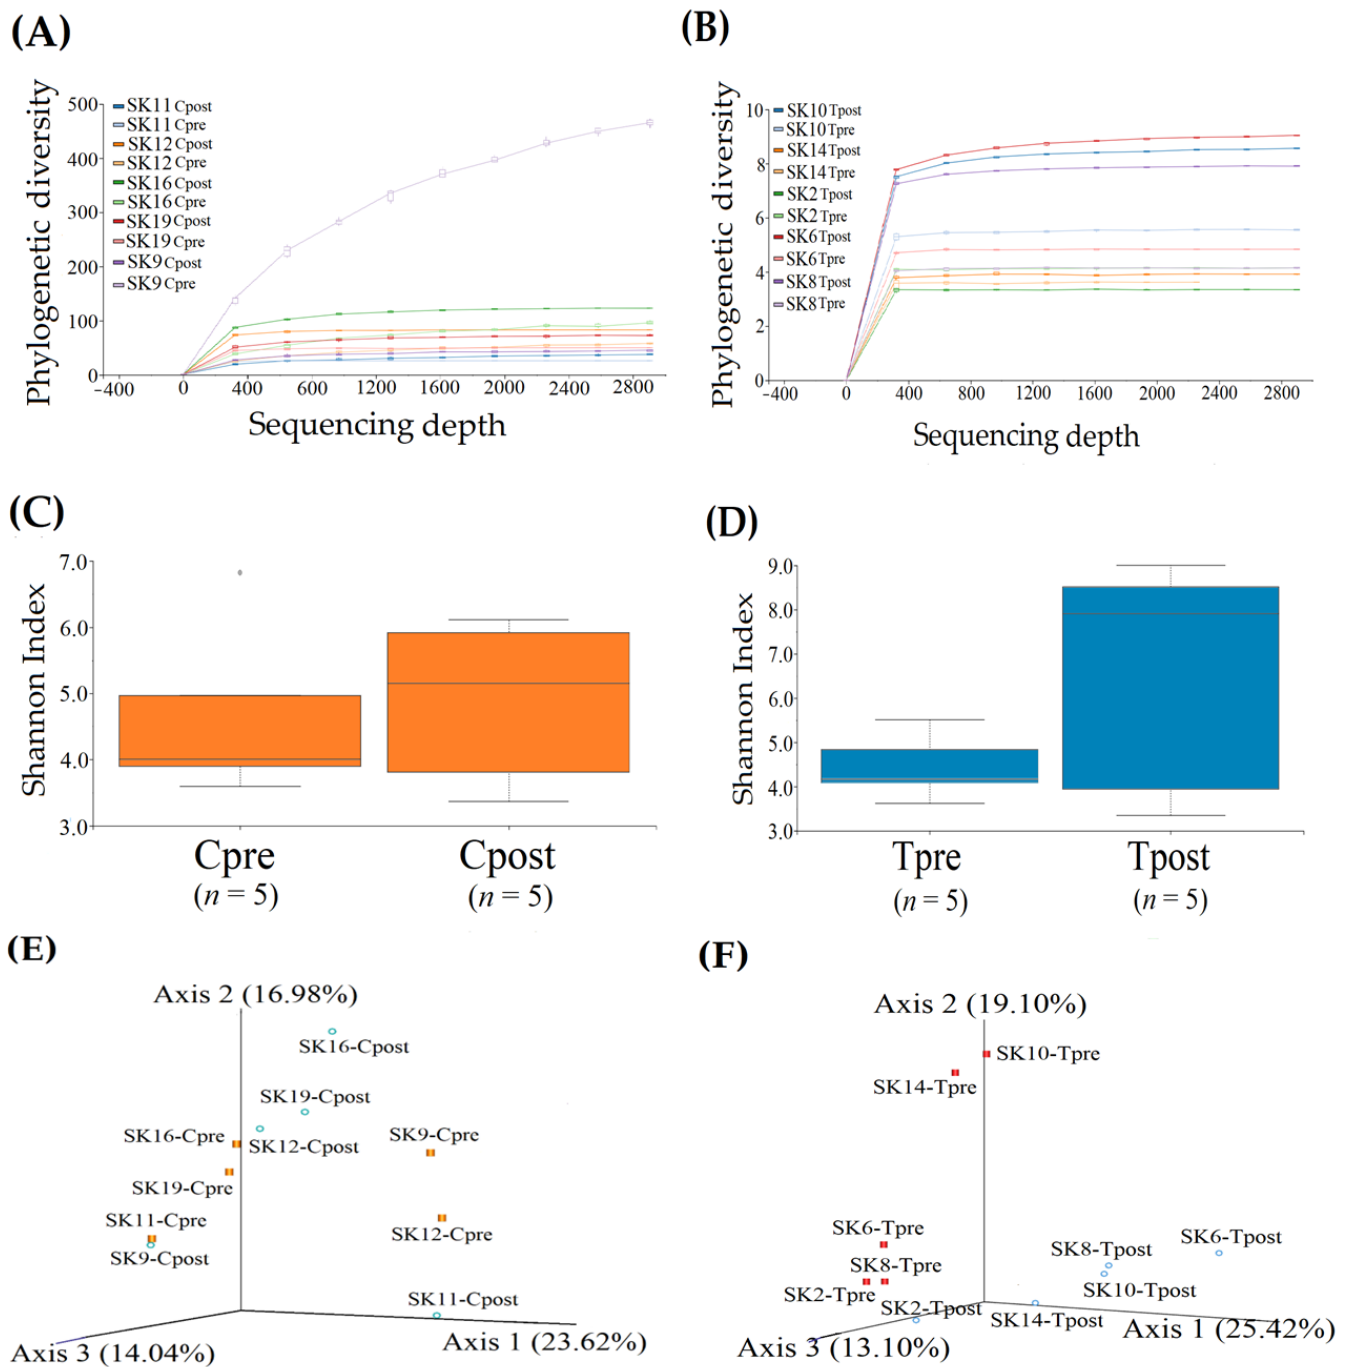 (A)
Phylogenetic diversity
500
400
300
200
100
0
SK11 Cpost
SK11 Cpre
SK12 Cpost
SK12 Cpre
SK16 Cpost
SK16 Cpre
SK19 Cpost
SK19 Cpre
SK9 Cpost
SK9 Cpre
−400 0 400 600 1200 1600 2000 2400 2800
Sequencing depth
(B)
Phylogenetic diversity
10
8
6
4
2
0
SK10 Tpost
SK10 Tpre
SK14 Tpost
SK14 Tpre
SK2 Tpost
SK2 Tpre
SK6 Tpost
SK6 Tpre
SK8 Tpost
SK8 Tpre
−400 0 400 800 1200 1600 2000 2400 2800
Sequencing depth
(C)
Shannon Index
7.0
6.0
5.0
4.0
3.0
Cpre Cpost
(n = 5) (n = 5)
(D)
Shannon Index
9.0
8.0
7.0
6.0
5.0
4.0
3.0
Tpre Tpost
(n = 5) (n = 5)
(E)
Axis 2 (16.98%)
SK16-Cpost
SK19-Cpost
SK16-Cpre
SK12-Cpost
SK9-Cpre
SK19-Cpre
SK11-Cpre
SK12-Cpre
SK9-Cpost
SK11-Cpost
Axis 1 (23.62%)
Axis 3 (14.04%)
(F)
Axis 2 (19.10%)
SK10-Tpre
SK14-Tpre
SK6-Tpre
SK8-Tpost
SK6-Tpost
SK8-Tpre
SK2-Tpre
SK10-Tpost
SK2-Tpost
SK14-Tpost
Axis 1 (25.42%)
Axis 3 (13.10%)